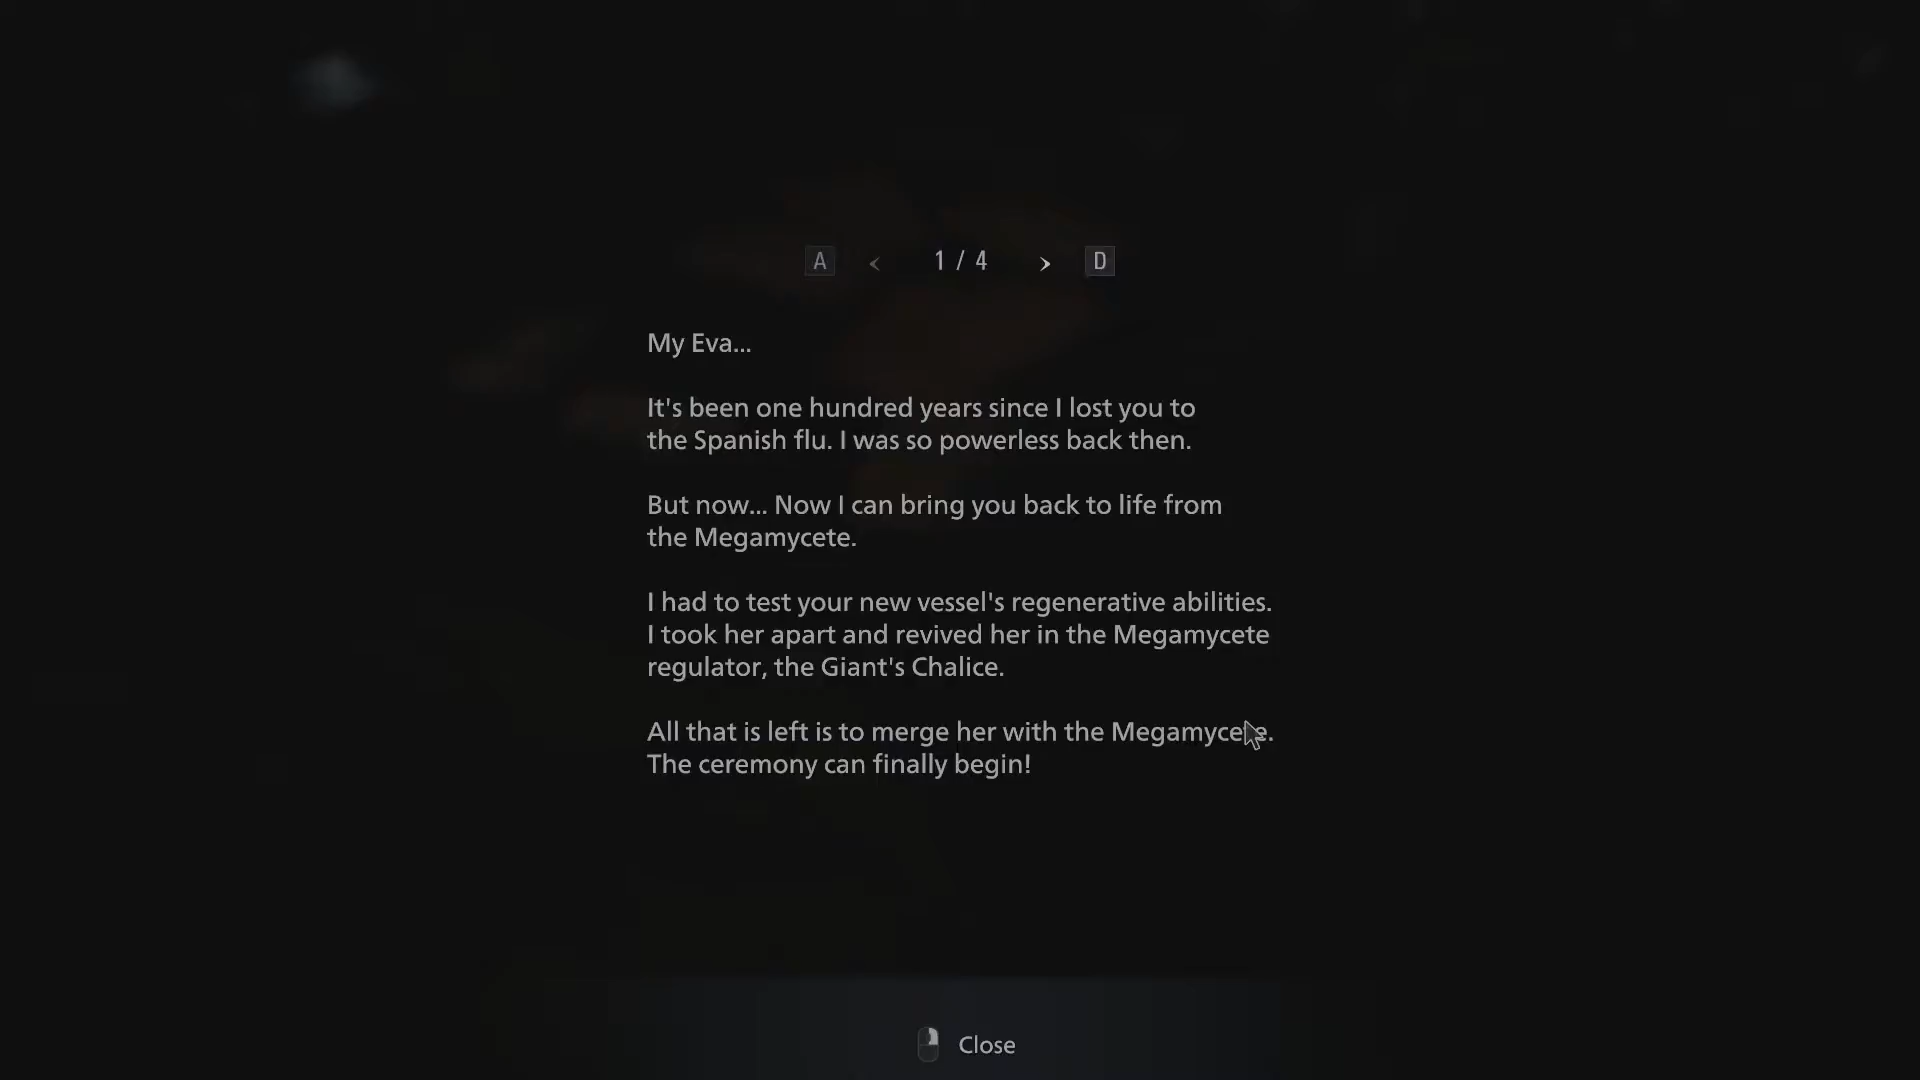 A < 1 / 4 > D
My Eva...
It's been one hundred years since I lost you to
the Spanish flu. I was so powerless back then.
But now... Now I can bring you back to life from
the Megamycete.
I had to test your new vessel's regenerative abilities.
I took her apart and revived her in the Megamycete
regulator, the Giant's Chalice.
All that is left is to merge her with the Megamycete.
The ceremony can finally begin!
Close